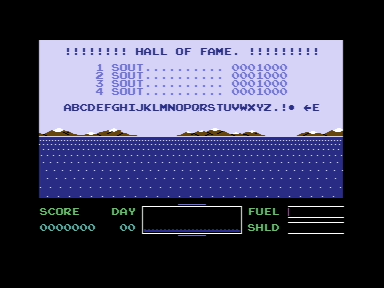 !!!!!!!! HALL OF FAME. !!!!!!!!!
1 SOUT.......... 0001000
2 SOUT.......... 0001000
3 SOUT.......... 0001000
4 SOUT.......... 0001000
ABCDEFGHIJKLMNOPQRSTUVWXYZ.!● ←E
SCORE DAY FUEL
0000000 00 SHLD